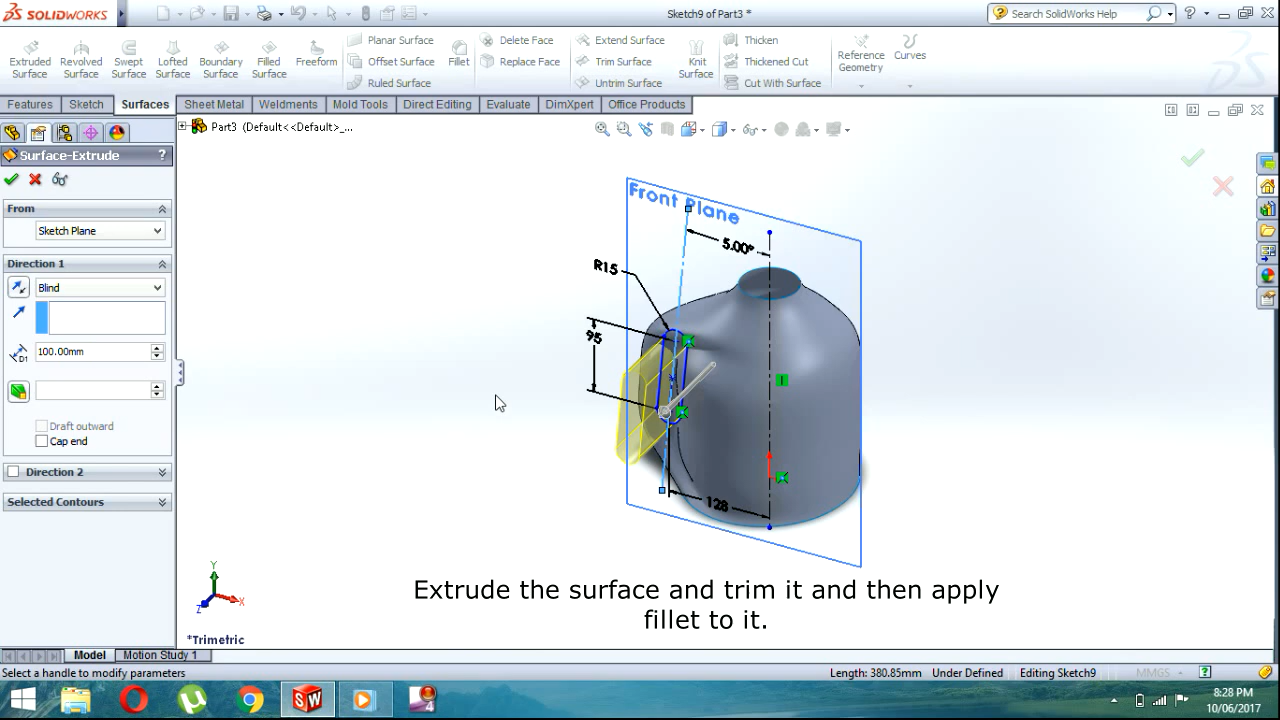 SOLIDWORKS
Sketch9 of Part3 *
Search SolidWorks Help
Extruded Surface
Revolved Surface
Swept Surface
Lofted Surface
Boundary Surface
Filled Surface
Freeform
Planar Surface
Offset Surface
Ruled Surface
Fillet
Delete Face
Replace Face
Extend Surface
Trim Surface
Untrim Surface
Knit Surface
Thicken
Thickened Cut
Cut With Surface
Reference Geometry
Curves
Features
Sketch
Surfaces
Sheet Metal
Weldments
Mold Tools
Direct Editing
Evaluate
DimXpert
Office Products
Part3 (Default<<Default>_...
Surface-Extrude ?
From
Sketch Plane
Direction 1
Blind
D1
100.00mm
Draft outward
Cap end
Direction 2
Selected Contours
Front Plane
5.00°
R15
95
128
Y
X
Z
Extrude the surface and trim it and then apply
fillet to it.
*Trimetric
Model
Motion Study 1
Select a handle to modify parameters
Length: 380.85mm
Under Defined
Editing Sketch9
MMGS
8:28 PM
10/06/2017